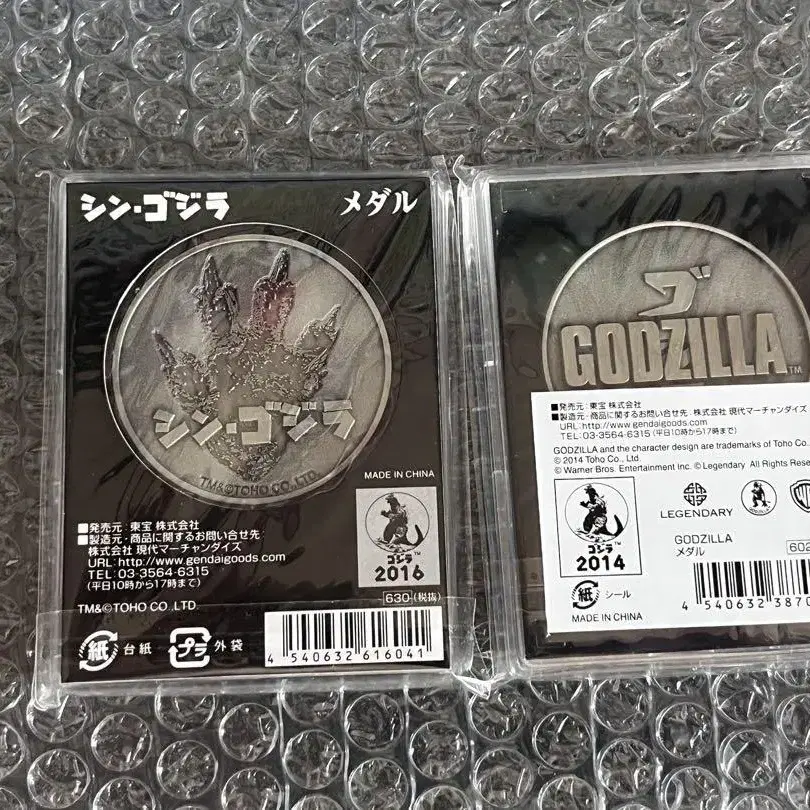 シン・ゴジラ
メダル
シン・ゴジラ
TM&©TOHO CO.,LTD.
MADE IN CHINA
■発売元:東宝 株式会社
■製造元・商品に関するお問い合せ先:
株式会社 現代マーチャンダイズ
URL:http://www.gendaigoods.com
TEL:03-3564-6315
(平日10時から17時まで)
TM&©TOHO CO.,LTD.
ゴジラ
2016
630-(税抜)
紙 台紙
プラ 外袋
4 540632 616041
ゴ
GODZILLA™
■発売元:東宝 株式会社
■製造元・商品に関するお問い合せ先:株式会社 現代マーチャンダイズ
URL:http://www.gendaigoods.com
TEL:03-3564-6315 (平日10時から17時まで)
GODZILLA and the character design are trademarks of Toho Co.
© 2014 Toho Co., Ltd.
© Warner Bros. Entertainment Inc. © Legendary All Rights Res
ゴジラ
2014
LEGENDARY
GODZILLA
メダル
602
紙 シール
MADE IN CHINA
4 540632 3870